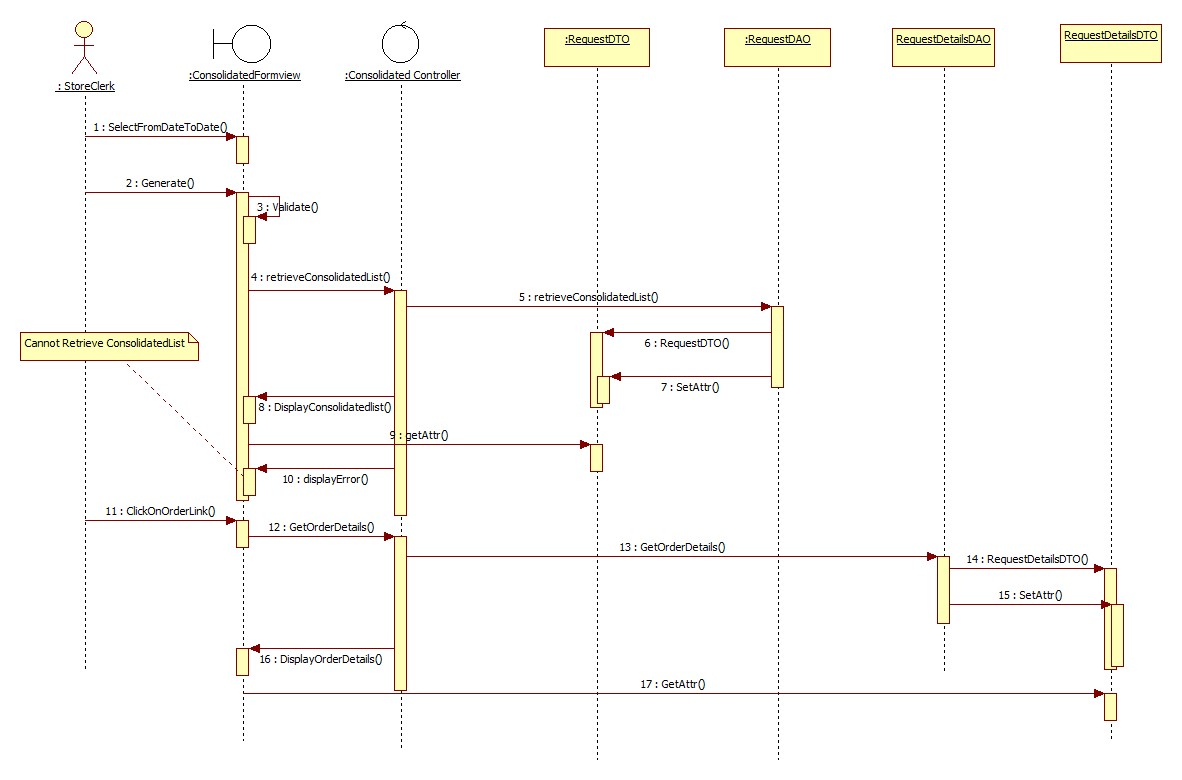 : StoreClerk
:ConsolidatedFormview
:Consolidated Controller
:RequestDTO
:RequestDAO
RequestDetailsDAO
RequestDetailsDTO
1 : SelectFromDateToDate()
2 : Generate()
3 : Validate()
4 : retrieveConsolidatedList()
5 : retrieveConsolidatedList()
6 : RequestDTO()
Cannot Retrieve ConsolidatedList
7 : SetAttr()
8 : DisplayConsolidatedlist()
9 : getAttr()
10 : displayError()
11 : ClickOnOrderLink()
12 : GetOrderDetails()
13 : GetOrderDetails()
14 : RequestDetailsDTO()
15 : SetAttr()
16 : DisplayOrderDetails()
17 : GetAttr()